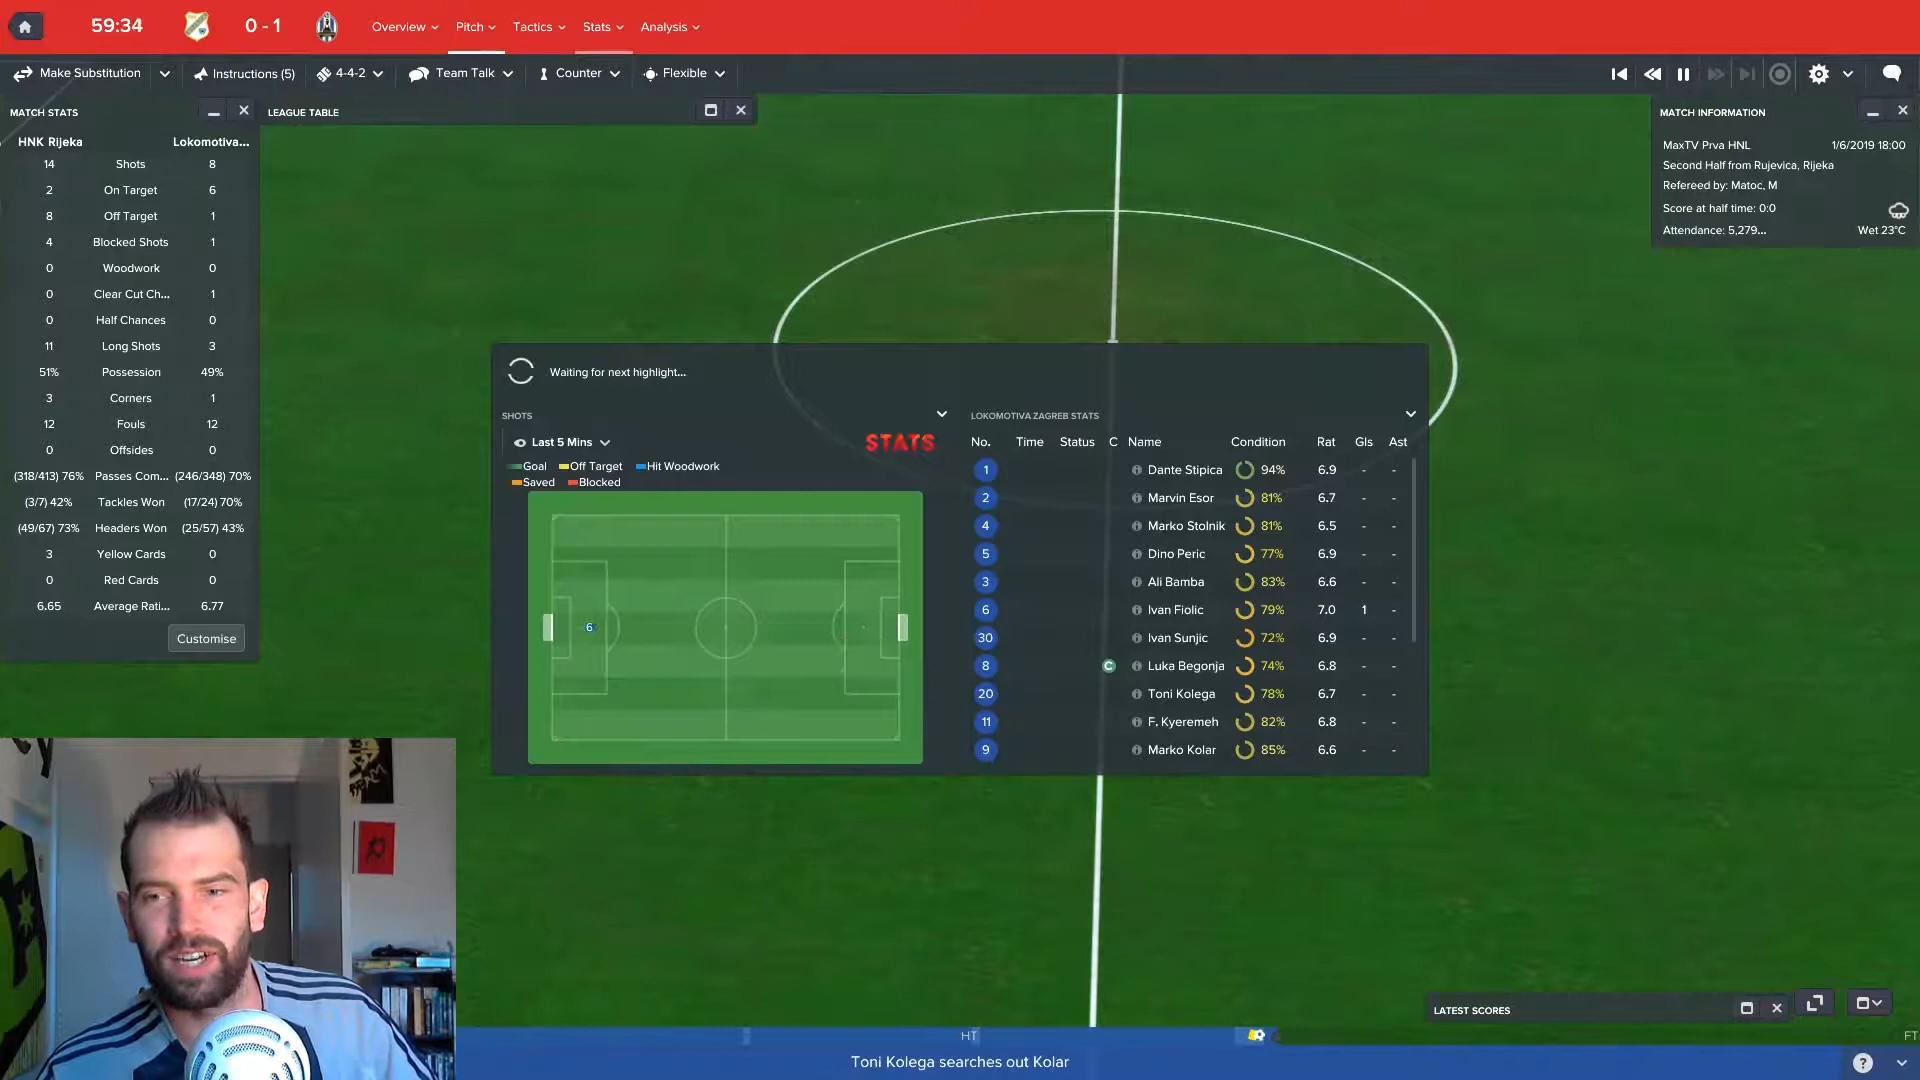 59:34 0 - 1 Overview Pitch Tactics Stats Analysis
Make Substitution Instructions (5) 4-4-2 Team Talk Counter Flexible
MATCH STATS
HNK Rijeka Lokomotiva...
14 Shots 8
2 On Target 6
8 Off Target 1
4 Blocked Shots 1
0 Woodwork 0
0 Clear Cut Ch... 1
0 Half Chances 0
11 Long Shots 3
51% Possession 49%
3 Corners 1
12 Fouls 12
0 Offsides 0
(318/413) 76% Passes Com... (246/348) 70%
(3/7) 42% Tackles Won (17/24) 70%
(49/67) 73% Headers Won (25/57) 43%
3 Yellow Cards 0
0 Red Cards 0
6.65 Average Rati... 6.77
Customise
LEAGUE TABLE
MATCH INFORMATION
MaxTV Prva HNL 1/6/2019 18:00
Second Half from Rujevica, Rijeka
Refereed by: Matoc, M
Score at half time: 0:0
Attendance: 5,279... Wet 23°C
Waiting for next highlight...
SHOTS
Last 5 Mins STATS
Goal Off Target Hit Woodwork
Saved Blocked
6
LOKOMOTIVA ZAGREB STATS
No. Time Status C Name Condition Rat Gls Ast
1 Dante Stipica 94% 6.9 - -
2 Marvin Esor 81% 6.7 - -
4 Marko Stolnik 81% 6.5 - -
5 Dino Peric 77% 6.9 - -
3 Ali Bamba 83% 6.6 - -
6 Ivan Fiolic 79% 7.0 1 -
30 Ivan Sunjic 72% 6.9 - -
8 C Luka Begonja 74% 6.8 - -
20 Toni Kolega 78% 6.7 - -
11 F. Kyeremeh 82% 6.8 - -
9 Marko Kolar 85% 6.6 - -
LATEST SCORES
HT FT
Toni Kolega searches out Kolar
?